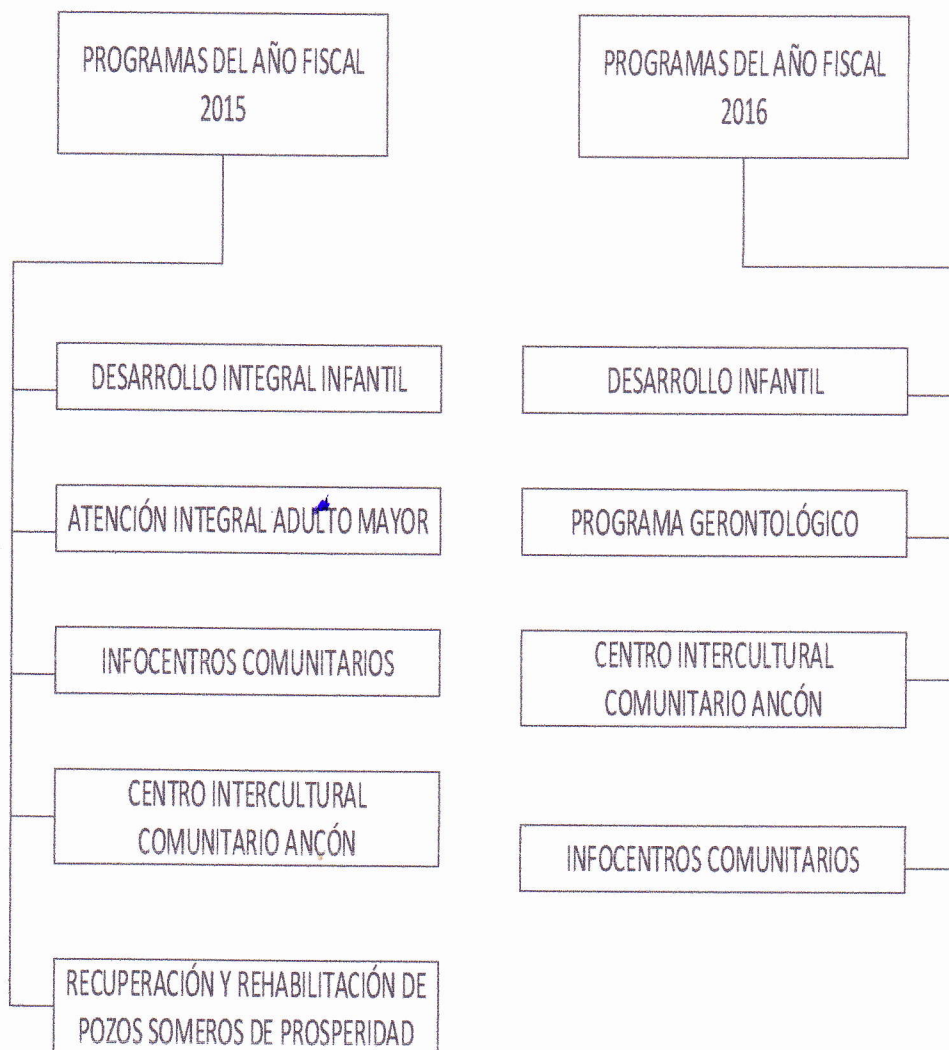 PROGRAMAS DEL AÑO FISCAL
2015
DESARROLLO INTEGRAL INFANTIL
ATENCIÓN INTEGRAL ADULTO MAYOR
INFOCENTROS COMUNITARIOS
CENTRO INTERCULTURAL
COMUNITARIO ANCÓN
RECUPERACIÓN Y REHABILITACIÓN DE
POZOS SOMEROS DE PROSPERIDAD
PROGRAMAS DEL AÑO FISCAL
2016
DESARROLLO INFANTIL
PROGRAMA GERONTOLÓGICO
CENTRO INTERCULTURAL
COMUNITARIO ANCÓN
INFOCENTROS COMUNITARIOS